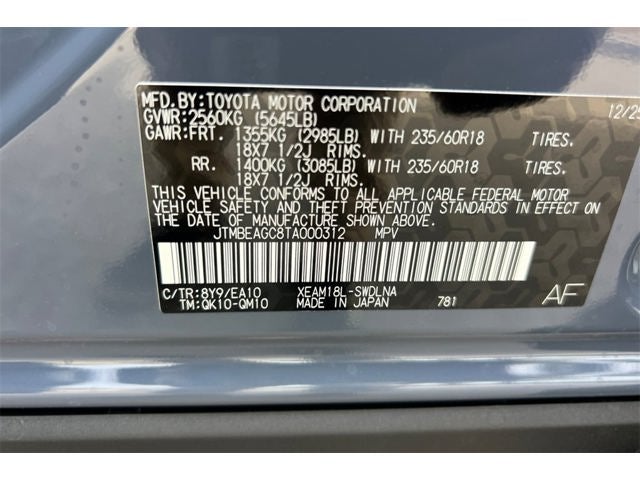 MFD.BY:TOYOTA MOTOR CORPORATION 12/25
GVWR:2560KG (5645LB)
GAWR:FRT. 1355KG (2985LB) WITH 235/60R18 TIRES.
18X7 1/2J RIMS.
RR. 1400KG (3085LB) WITH 235/60R18 TIRES.
18X7 1/2J RIMS.
THIS VEHICLE CONFORMS TO ALL APPLICABLE FEDERAL MOTOR
VEHICLE SAFETY AND THEFT PREVENTION STANDARDS IN EFFECT ON
THE DATE OF MANUFACTURE SHOWN ABOVE.
JTMBEAGC8TA000312 MPV
C/TR:8Y9/EA10 XEAM18L-SWDLNA
TM:QK10-QM10 MADE IN JAPAN 781 AF